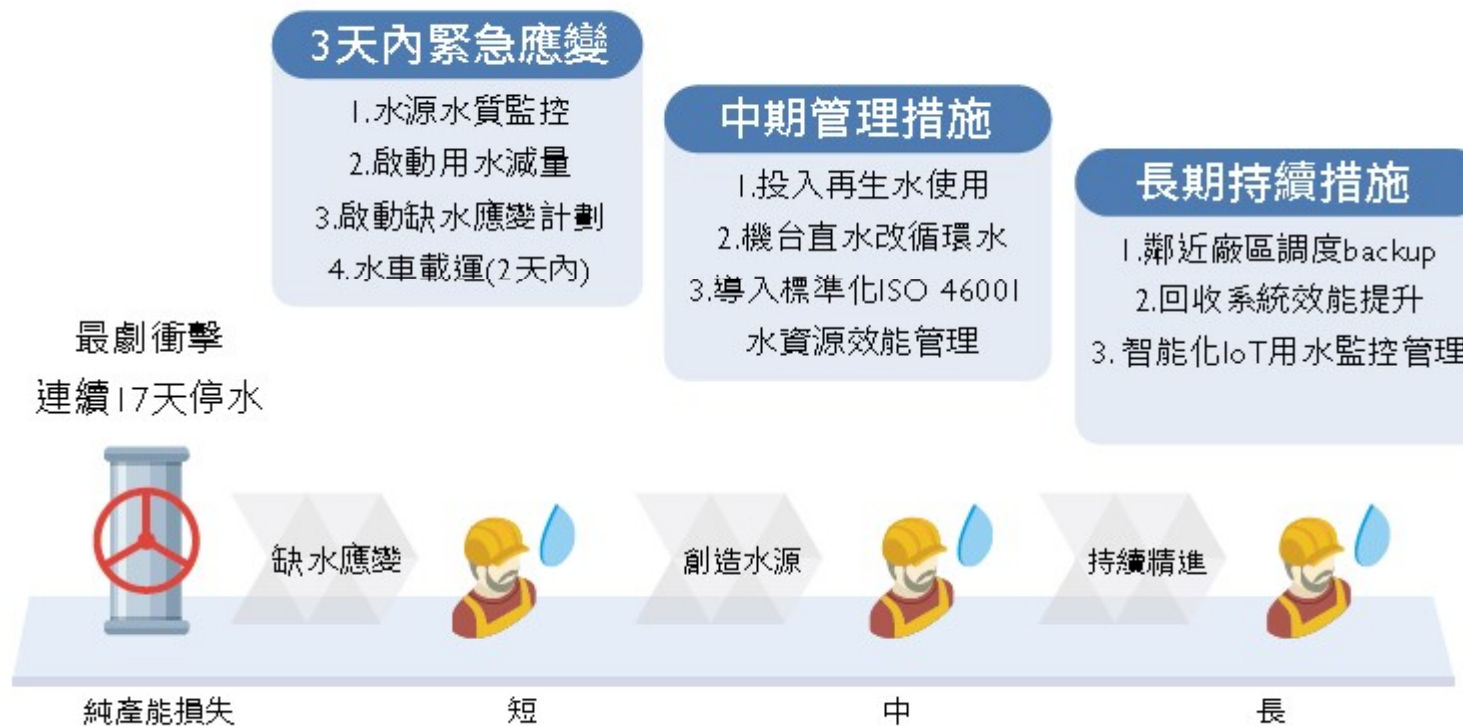 3天內緊急應變
1.水源水質監控
2.啟動用水減量
3.啟動缺水應變計劃
4.水車載運(2天內)
中期管理措施
1.投入再生水使用
2.機台直水改循環水
3.導入標準化ISO 46001
水資源效能管理
長期持續措施
1.鄰近廠區調度backup
2.回收系統效能提升
3.智能化IoT用水監控管理
最劇衝擊
連續17天停水
缺水應變
創造水源
持續精進
純產能損失
短
中
長